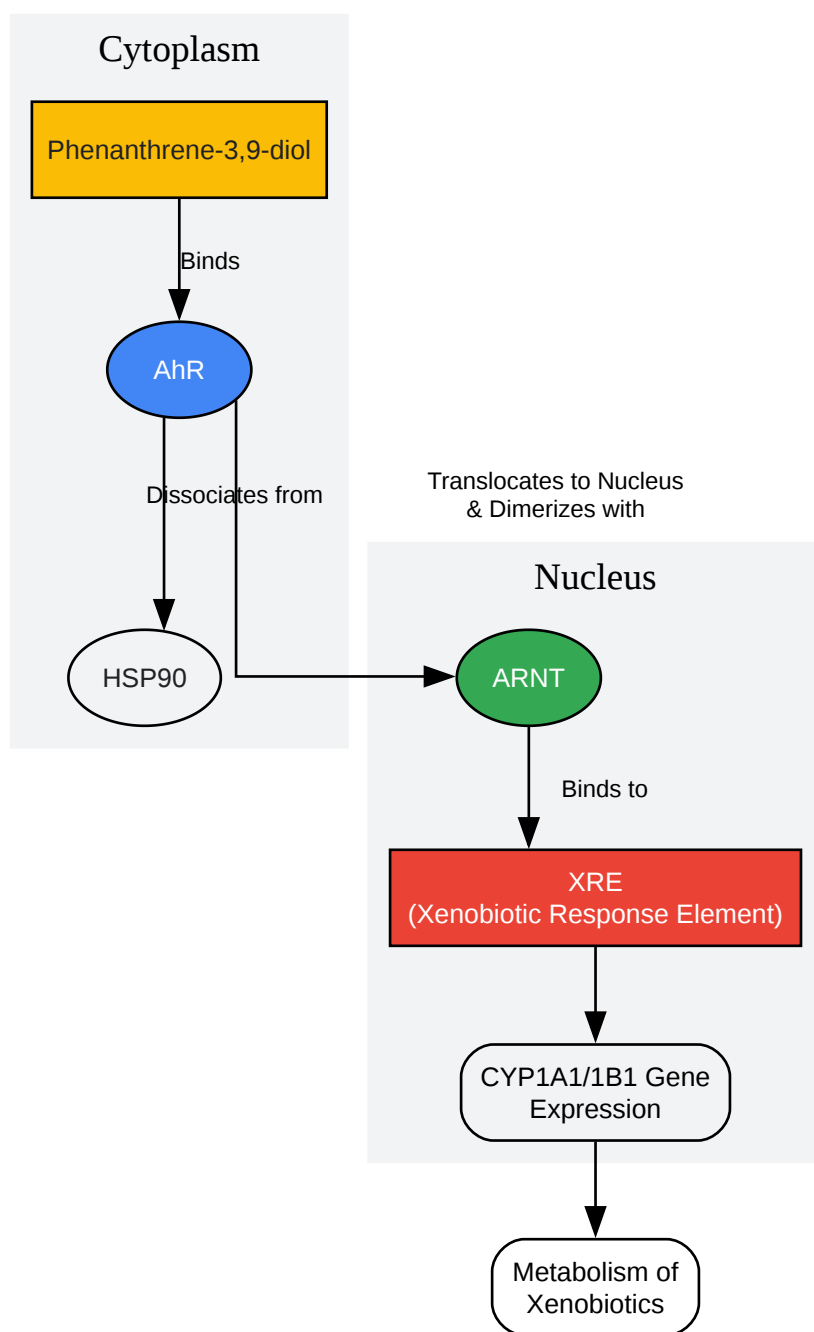 Cytoplasm
Phenanthrene-3,9-diol
Binds
AhR
Dissociates from
Translocates to Nucleus
& Dimerizes with
Nucleus
HSP90
ARNT
Binds to
XRE
(Xenobiotic Response Element)
CYP1A1/1B1 Gene
Expression
Metabolism of
Xenobiotics